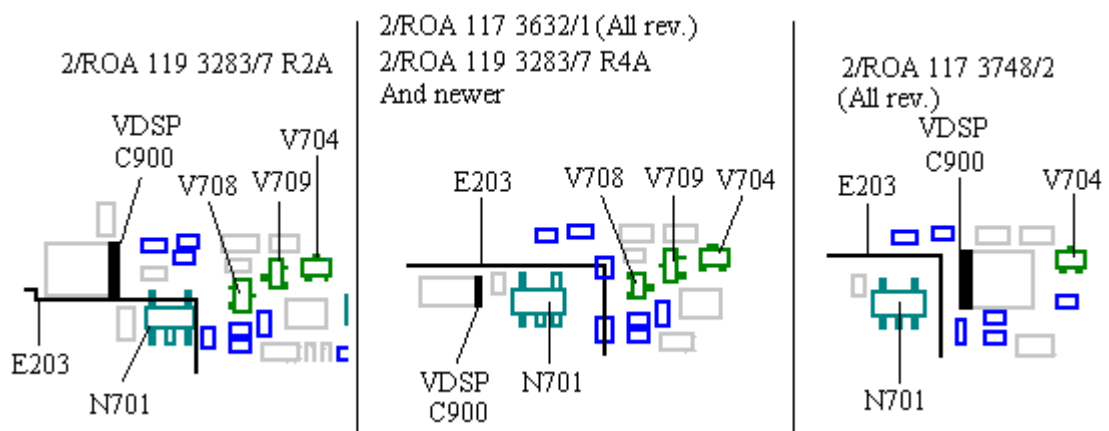 2/ROA 119 3283/7 R2A
VDSP
C900
V704
V708
V709
E203
N701
2/ROA 117 3632/1 (All rev.)
2/ROA 119 3283/7 R4A
And newer
E203
V708
V709
V704
VDSP
C900
N701
2/ROA 117 3748/2
(All rev.)
VDSP
C900
E203
V704
N701